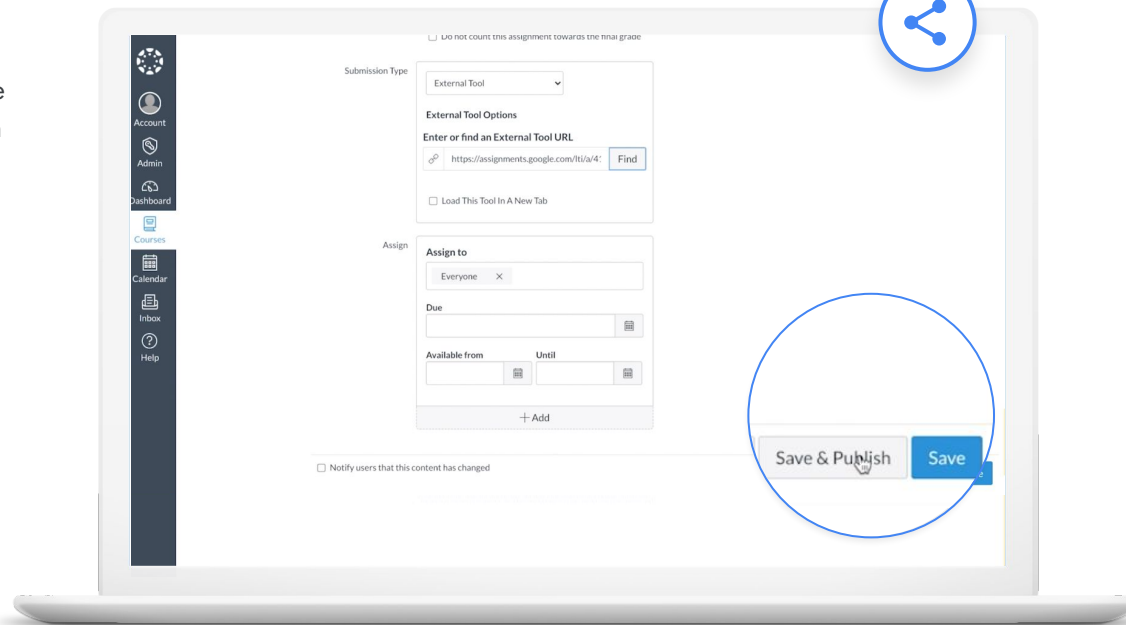 Do not count this assignment towards the final grade
Submission Type
External Tool
External Tool Options
Enter or find an External Tool URL
https://assignments.google.com/lti/a/4
Find
Load This Tool In A New Tab
Assign
Assign to
Everyone
Due
Available from
Until
Add
Notify users that this content has changed
Save & Publish
Save
Account
Admin
Dashboard
Courses
Calendar
Inbox
Help